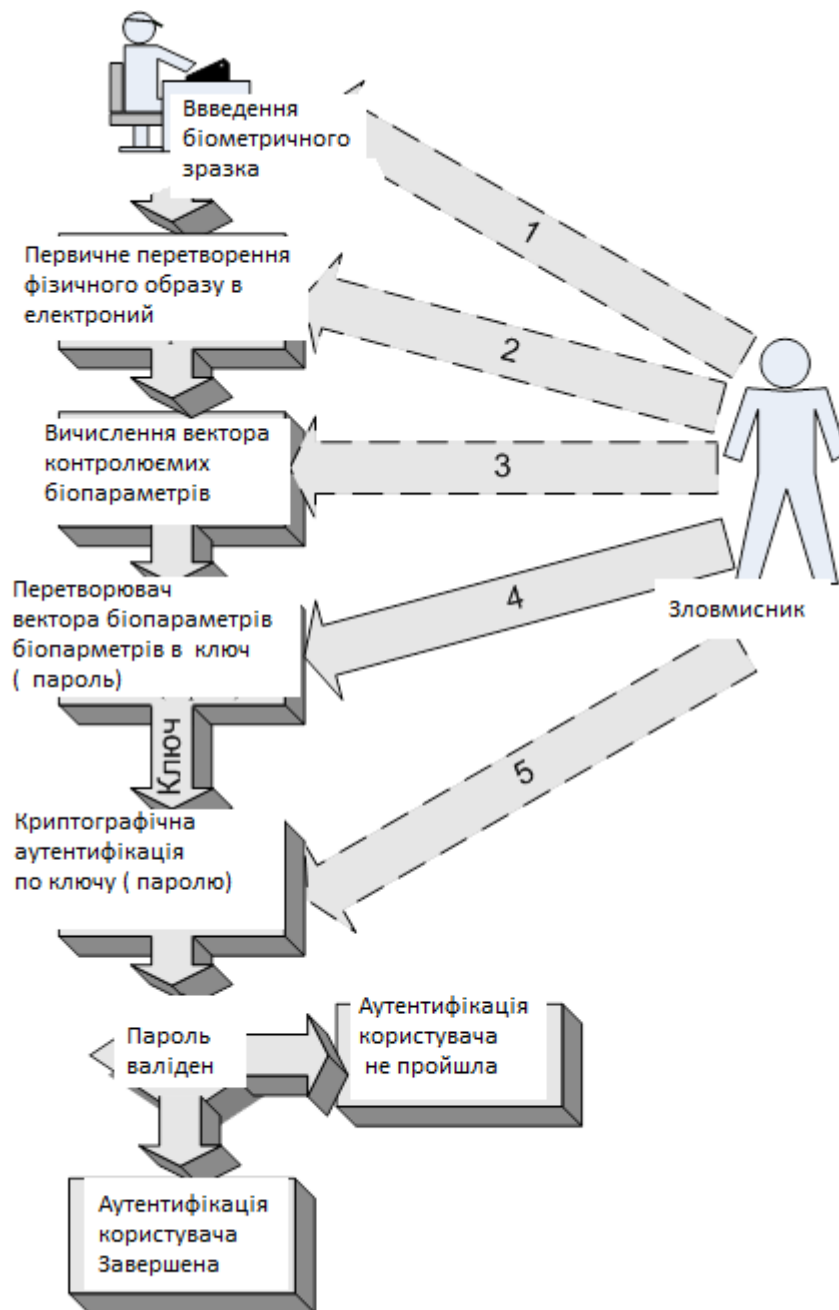 Ввведення
біометричного
зразка
1
Первичне перетворення
фізичного образу в
електроний
2
Вичислення вектора
контролюємих
біопараметрів
3
Перетворювач
вектора біопараметрів
біопарметрів в ключ
( пароль)
4
Зловмисник
Ключ
5
Криптографічна
аутентифікація
по ключу ( паролю)
Пароль
валіден
Аутентифікація
користувача
не пройшла
Аутентифікація
користувача
Завершена